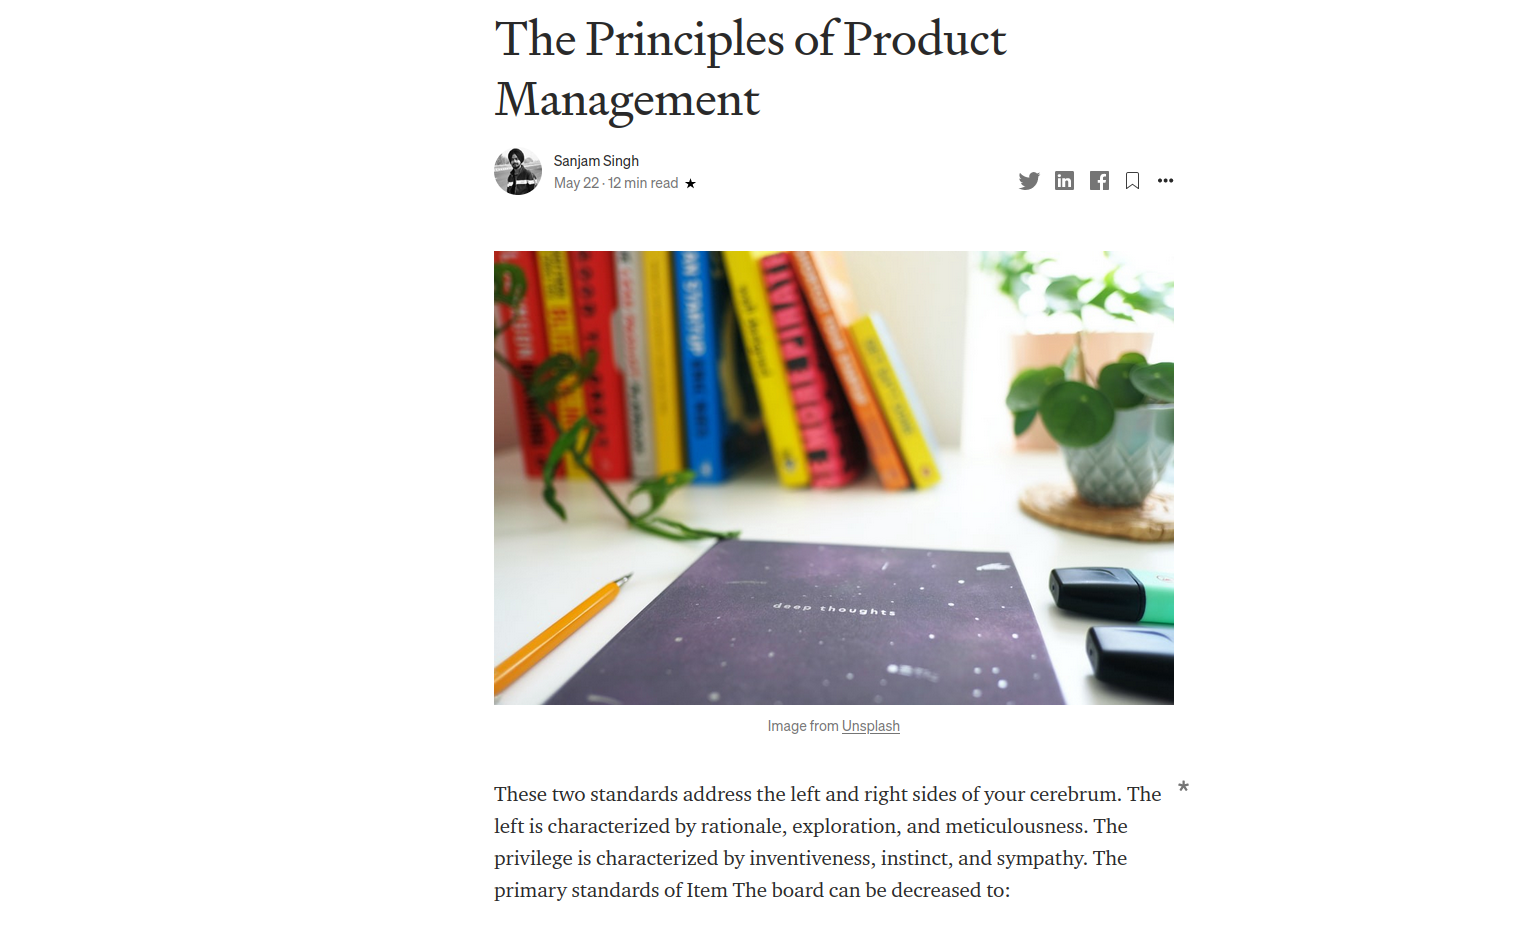 The Principles of Product
Management
Sanjam Singh
May 22 · 12 min read ★
deep thoughts
Image from Unsplash
These two standards address the left and right sides of your cerebrum. The *
left is characterized by rationale, exploration, and meticulousness. The
privilege is characterized by inventiveness, instinct, and sympathy. The
primary standards of Item The board can be decreased to: